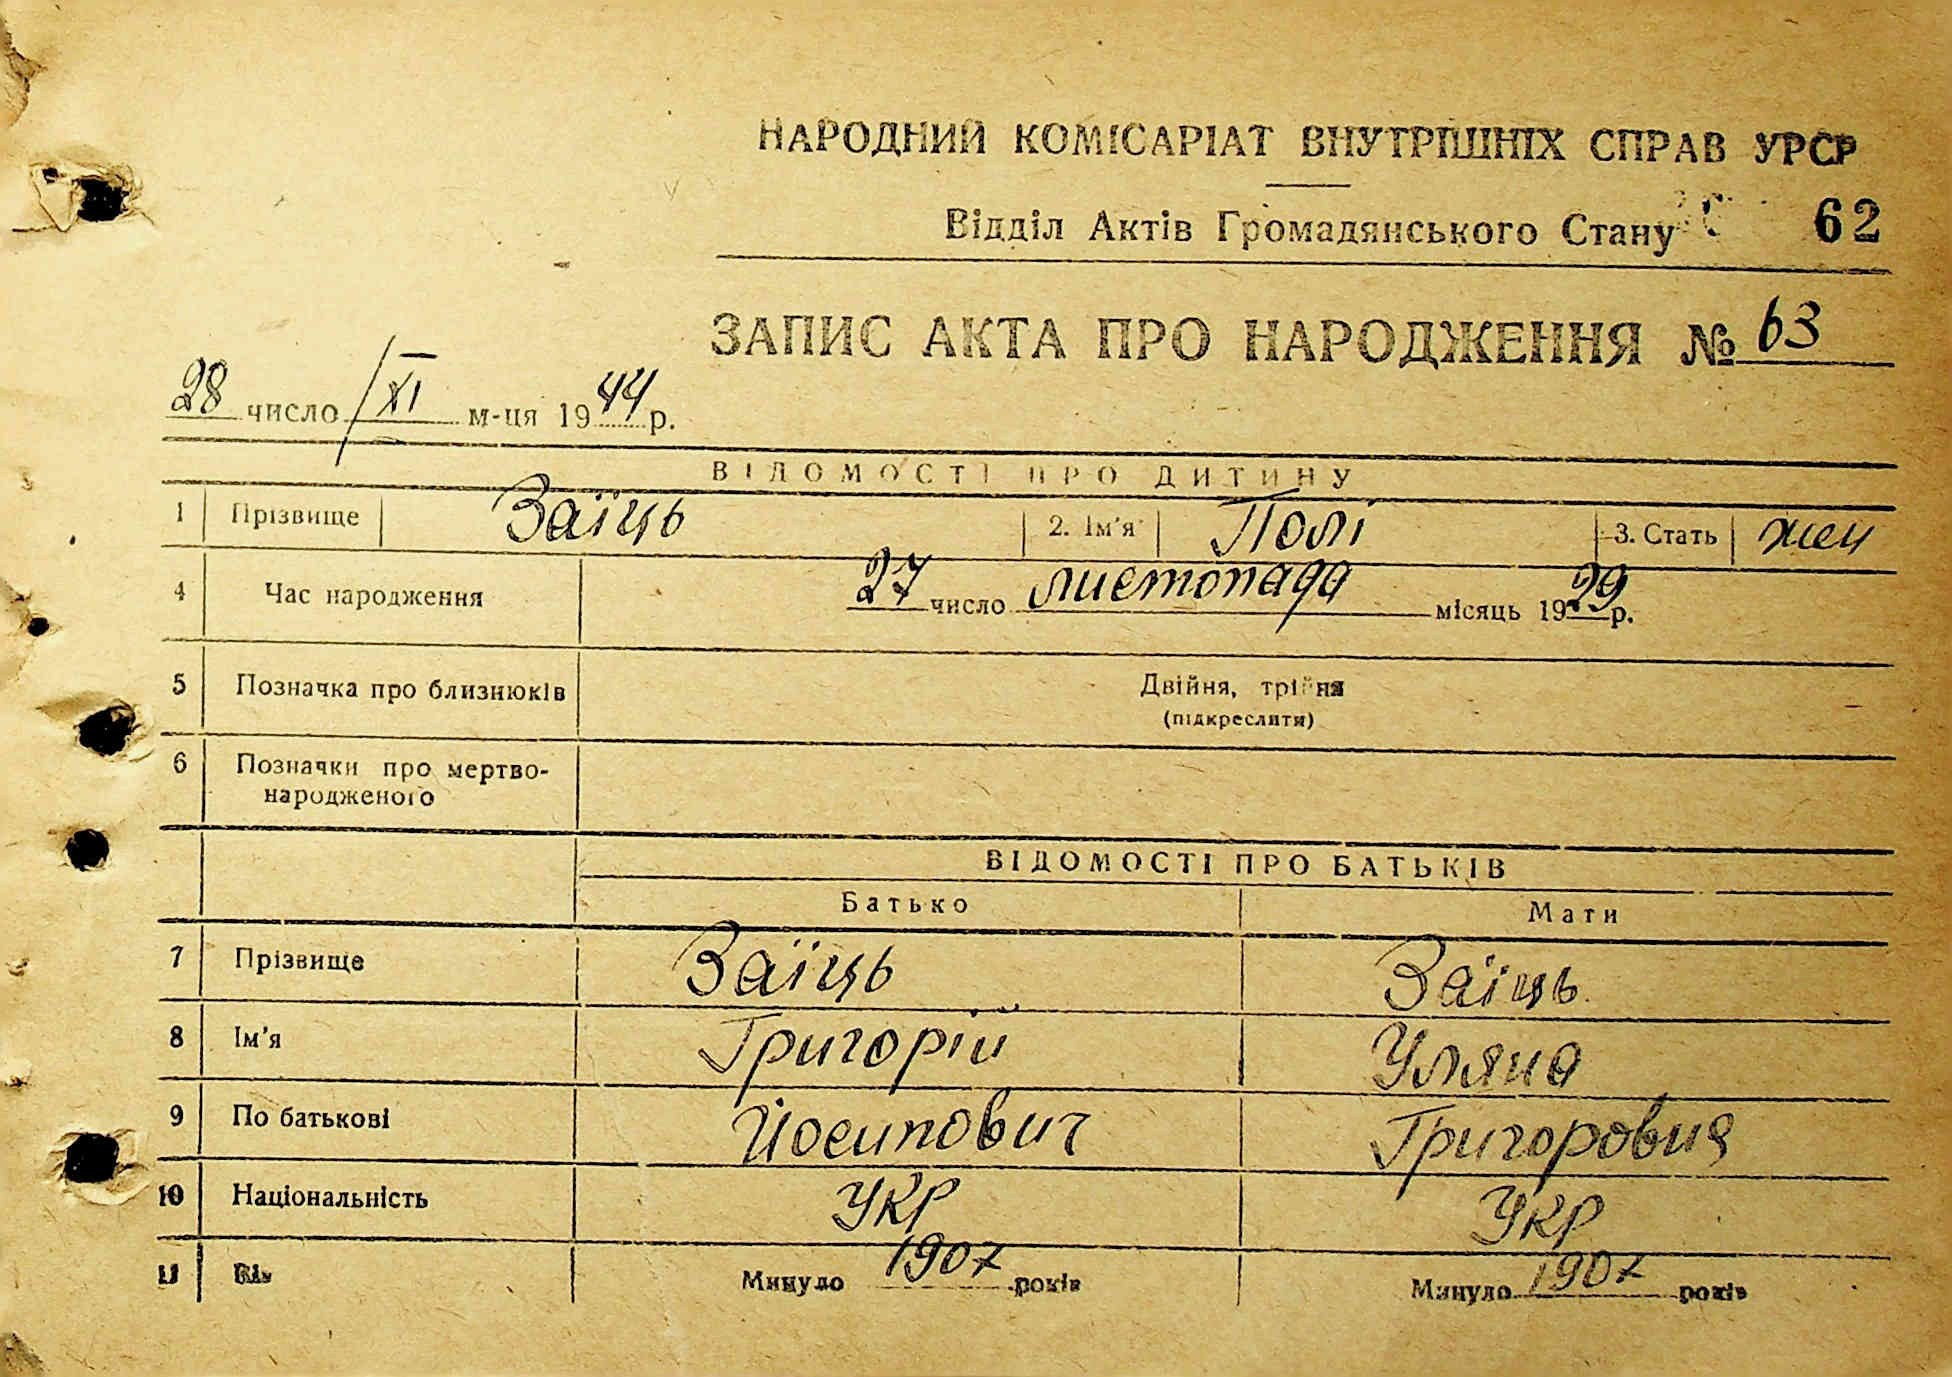 НАРОДНИЙ КОМІСАРІАТ ВНУТРІШНІХ СПРАВ УРСР
Відділ Актів Громадянського Стану 62
ЗАПИС АКТА ПРО НАРОДЖЕННЯ № 63
28 число XI м-ця 1944 р.
ВІДОМОСТІ ПРО ДИТИНУ
1 Прізвище Заїць 2. Ім'я Полі 3. Стать жен
4 Час народження 27 число листопада місяць 1929 р.
5 Позначка про близнюків Двійня, трійня
(підкреслити)
6 Позначки про мертво-
народженого
ВІДОМОСТІ ПРО БАТЬКІВ
Батько Мати
7 Прізвище Заїць Заїць
8 Ім'я Григорій Уляна
9 По батькові Йосипович Григоровна
10 Національність УКР УКР
11 Вік Минуло 1907 років Минуло 1907 років